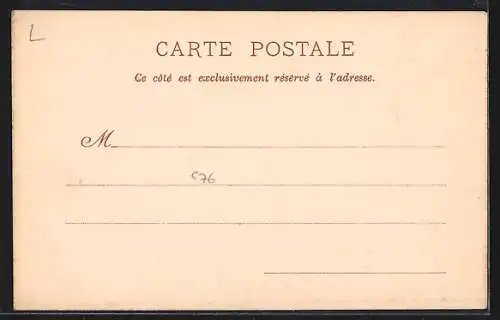 L
CARTE POSTALE
Ce côté est exclusivement réservé à l'adresse.
M
576